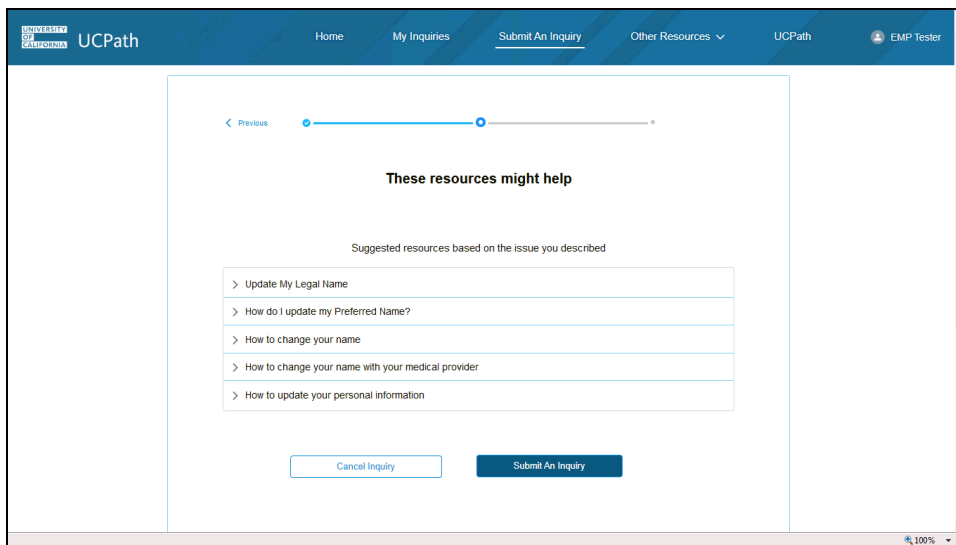 UNIVERSITY
OF
CALIFORNIA
UCPath
Home
My Inquiries
Submit An Inquiry
Other Resources
UCPath
EMP Tester
Previous
These resources might help
Suggested resources based on the issue you described
Update My Legal Name
How do I update my Preferred Name?
How to change your name
How to change your name with your medical provider
How to update your personal information
Cancel Inquiry
Submit An Inquiry
100%